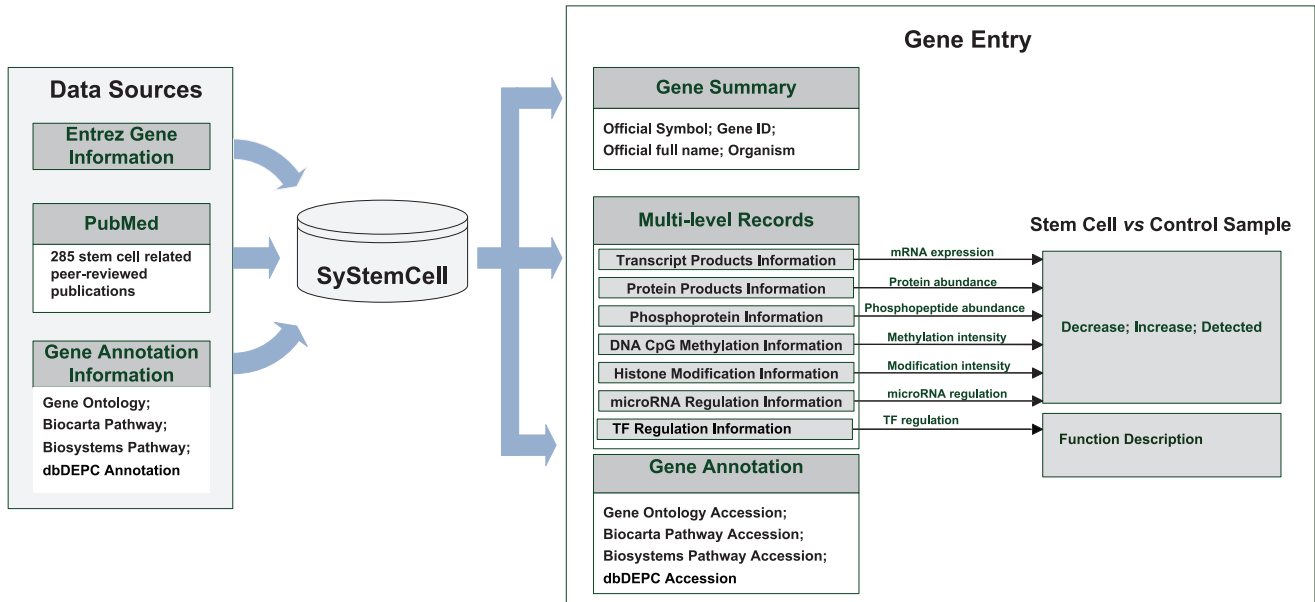 Data Sources
Entrez Gene
Information
PubMed
285 stem cell related
peer-reviewed
publications
Gene Annotation
Information
Gene Ontology;
Biocarta Pathway;
Biosystems Pathway;
dbDEPC Annotation
SyStemCell
Gene Entry
Gene Summary
Official Symbol; Gene ID;
Official full name; Organism
Multi-level Records
Transcript Products Information
Protein Products Information
Phosphoprotein Information
DNA CpG Methylation Information
Histone Modification Information
microRNA Regulation Information
TF Regulation Information
mRNA expression
Protein abundance
Phosphopeptide abundance
Methylation intensity
Modification intensity
microRNA regulation
TF regulation
Stem Cell vs Control Sample
Decrease; Increase; Detected
Function Description
Gene Annotation
Gene Ontology Accession;
Biocarta Pathway Accession;
Biosystems Pathway Accession;
dbDEPC Accession